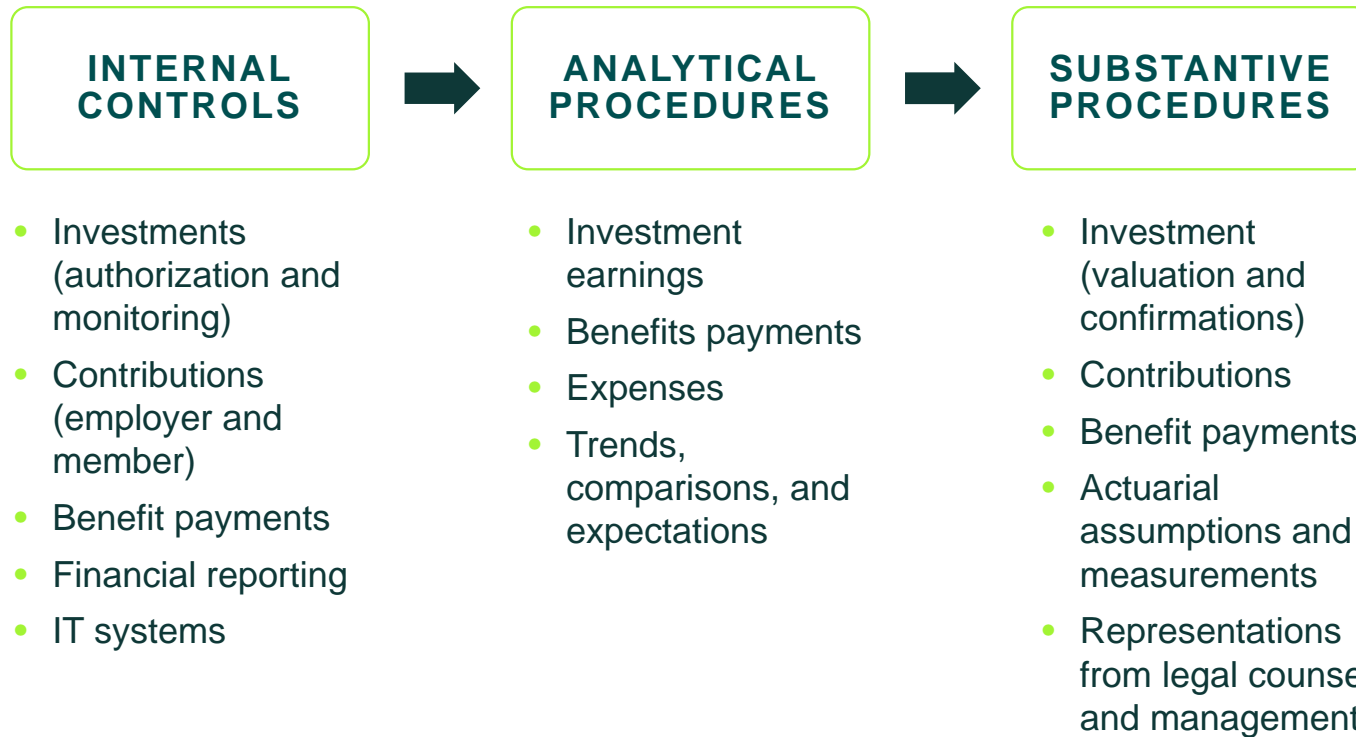 INTERNAL
CONTROLS
ANALYTICAL
PROCEDURES
SUBSTANTIVE
PROCEDURES
• Investments
(authorization and
monitoring)
• Contributions
(employer and
member)
• Benefit payments
• Financial reporting
• IT systems
• Investment
earnings
• Benefits payments
• Expenses
• Trends,
comparisons, and
expectations
• Investment
(valuation and
confirmations)
• Contributions
• Benefit payments
• Actuarial
assumptions and
measurements
• Representations
from legal counse
and management